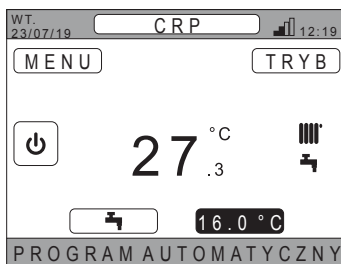 WT.
23/07/19 CRP 12:19
MENU TRYB
27.3 °C
16.0 °C
PROGRAM AUTOMATYCZNY